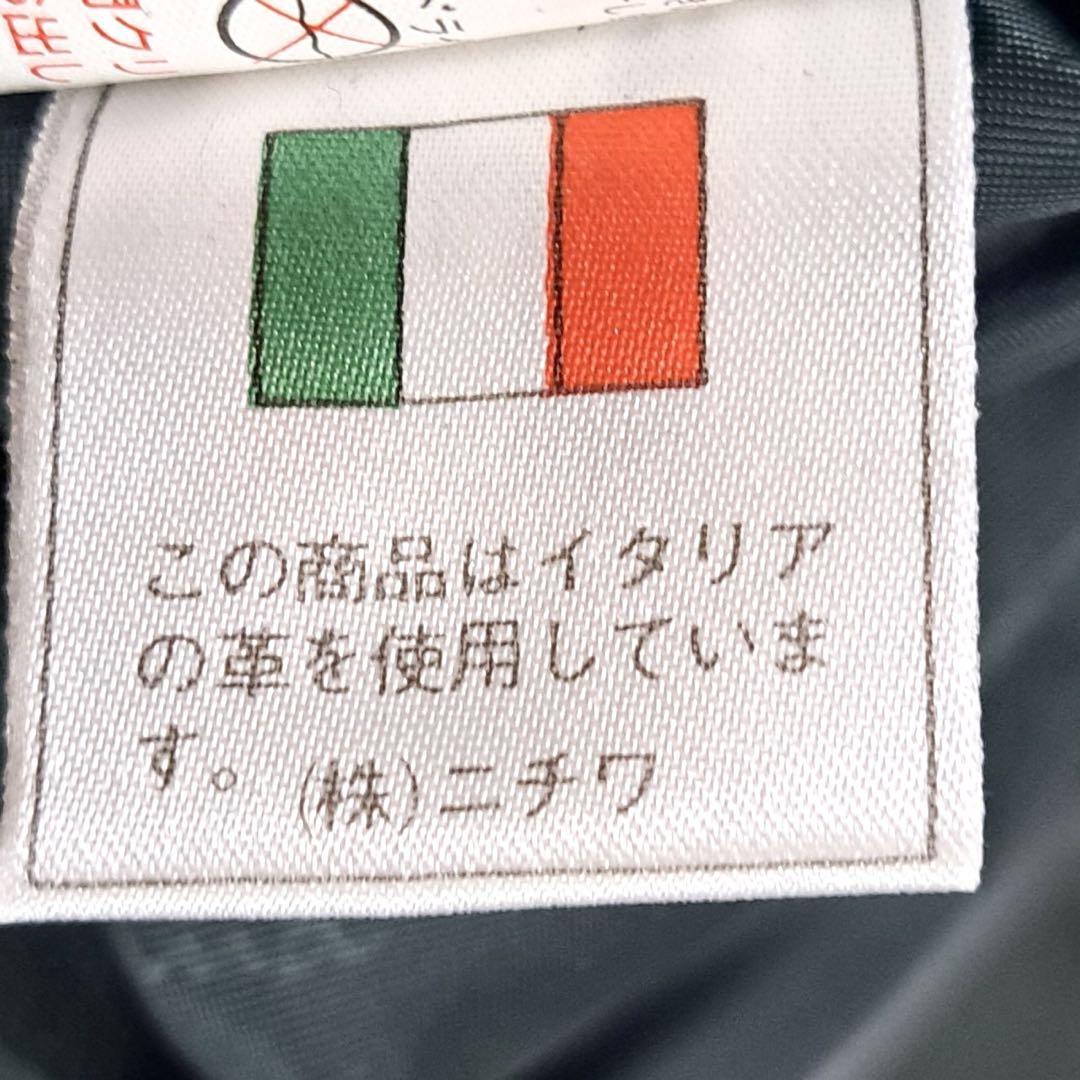 この商品はイタリア
の革を使用していま
す。 (株)ニチワ